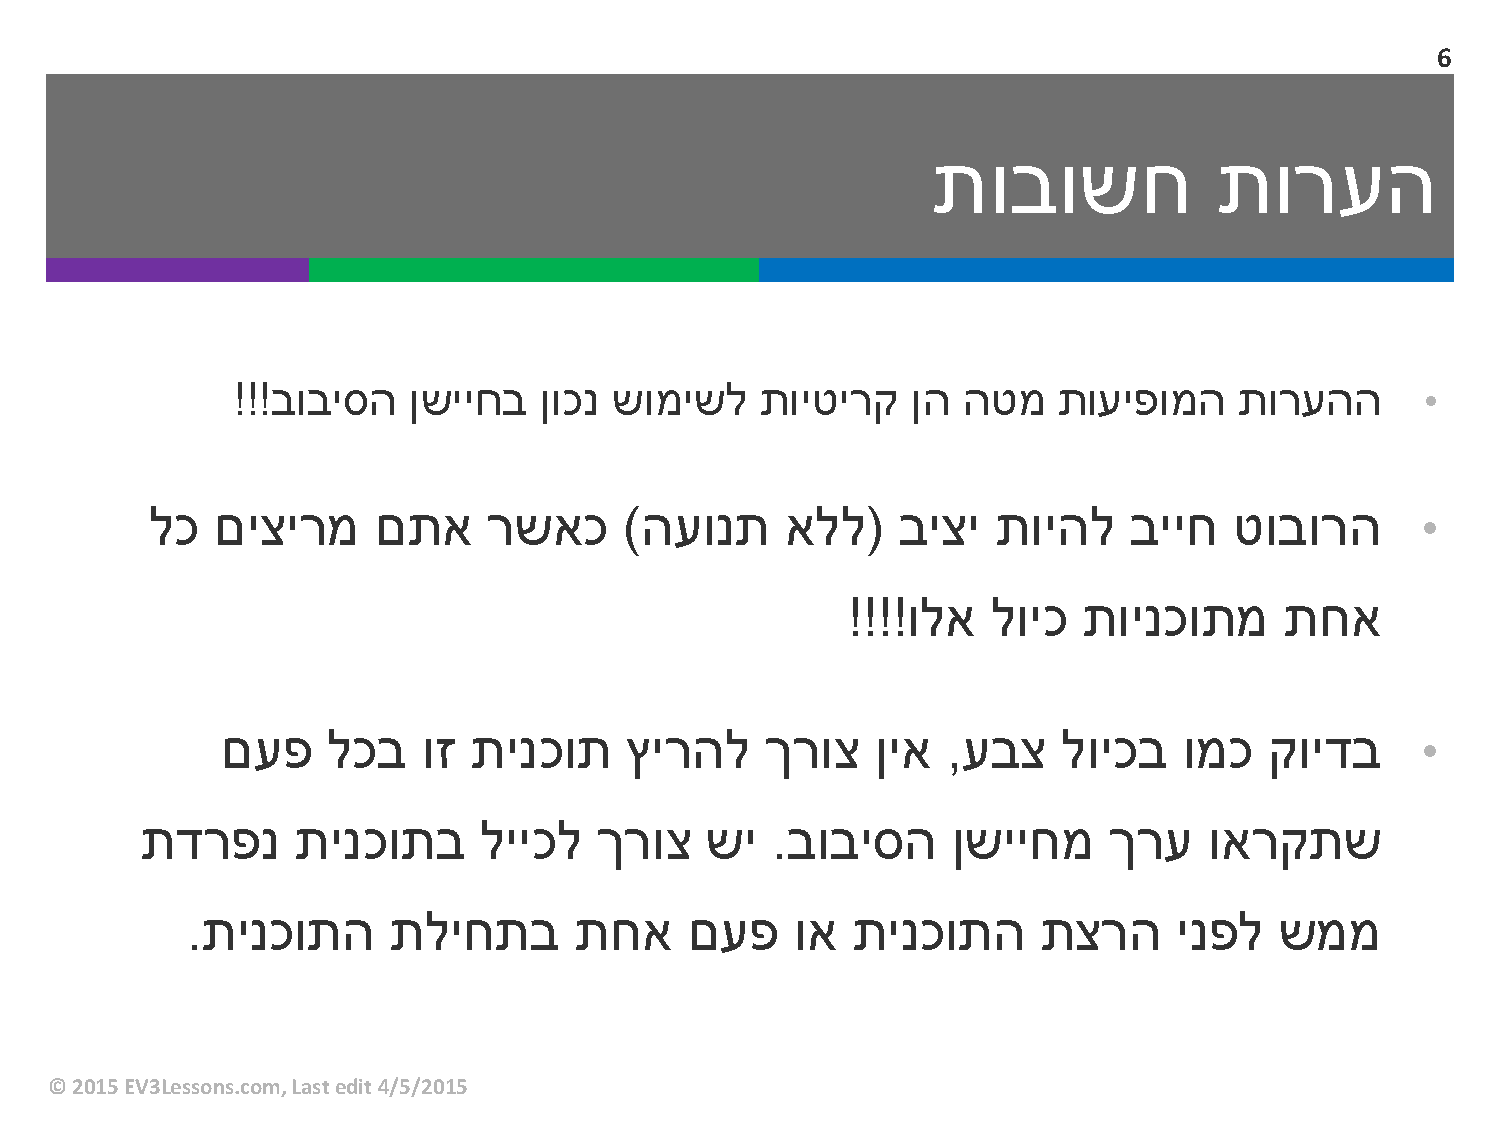 6
הערות חשובות
• ההערות המופיעות מטה הן קריטיות לשימוש נכון בחיישן הסיבוב!!!
• הרובוט חייב להיות יציב (ללא תנועה) כאשר אתם מריצים כל
אחת מתוכניות כיול אלו!!!!
• בדיוק כמו בכיול צבע, אין צורך להריץ תוכנית זו בכל פעם
שתקראו ערך מחיישן הסיבוב. יש צורך לכייל בתוכנית נפרדת
ממש לפני הרצת התוכנית או פעם אחת בתחילת התוכנית.
© 2015 EV3Lessons.com, Last edit 4/5/2015